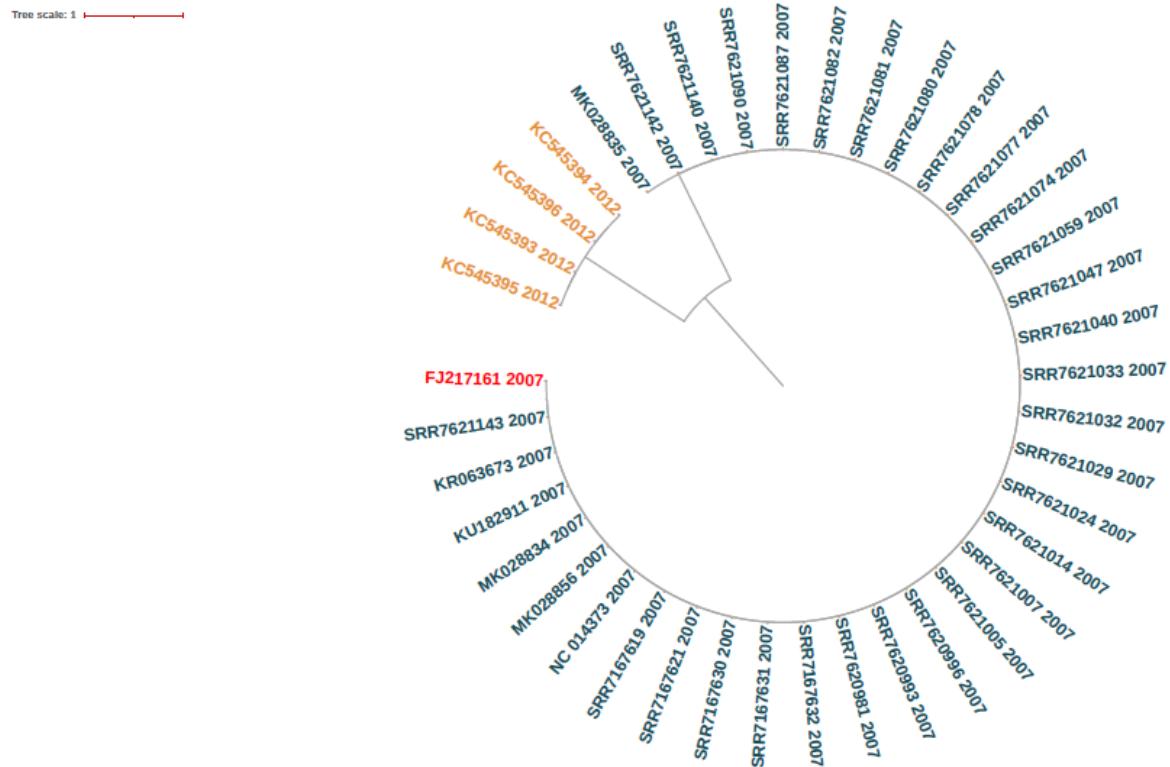 Tree scale: 1
KC545395 2012
KC545393 2012
KC545396 2012
KC545394 2012
MK028835 2007
SRR7621142 2007
SRR7621140 2007
SRR7621090 2007
SRR7621087 2007
SRR7621082 2007
SRR7621081 2007
SRR7621080 2007
SRR7621078 2007
SRR7621077 2007
SRR7621074 2007
SRR7621059 2007
SRR7621047 2007
SRR7621040 2007
SRR7621033 2007
SRR7621032 2007
SRR7621029 2007
SRR7621024 2007
SRR7621014 2007
SRR7621007 2007
SRR7621005 2007
SRR7620996 2007
SRR7620993 2007
SRR7620981 2007
SRR7167632 2007
SRR7167631 2007
SRR7167630 2007
SRR7167621 2007
SRR7167619 2007
NC 014373 2007
MK028856 2007
MK028834 2007
KU182911 2007
KR063673 2007
SRR7621143 2007
FJ217161 2007